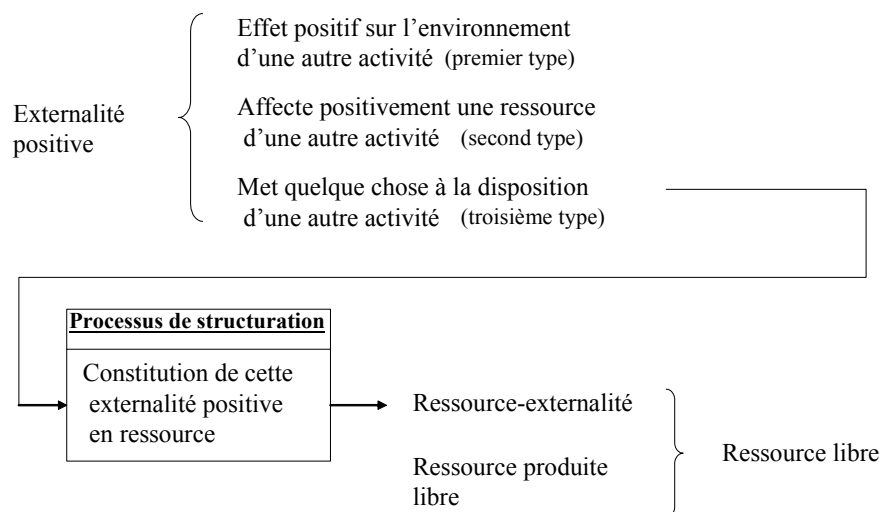 Effet positif sur l’environnement
d’une autre activité (premier type)
Externalité
positive
Affecte positivement une ressource
d’une autre activité (second type)
Met quelque chose à la disposition
d’une autre activité (troisième type)
Processus de structuration
Constitution de cette
externalité positive
en ressource
Ressource-externalité
Ressource produite
libre
Ressource libre